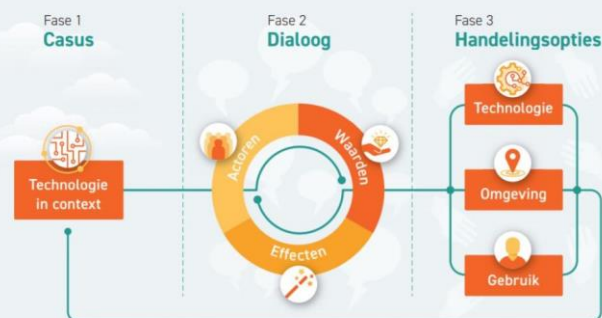 Fase 1
Casus
Fase 2
Dialoog
Fase 3
Handelingsopties
Technologie
in context
Actoren
Waarden
Effecten
Technologie
Omgeving
Gebruik